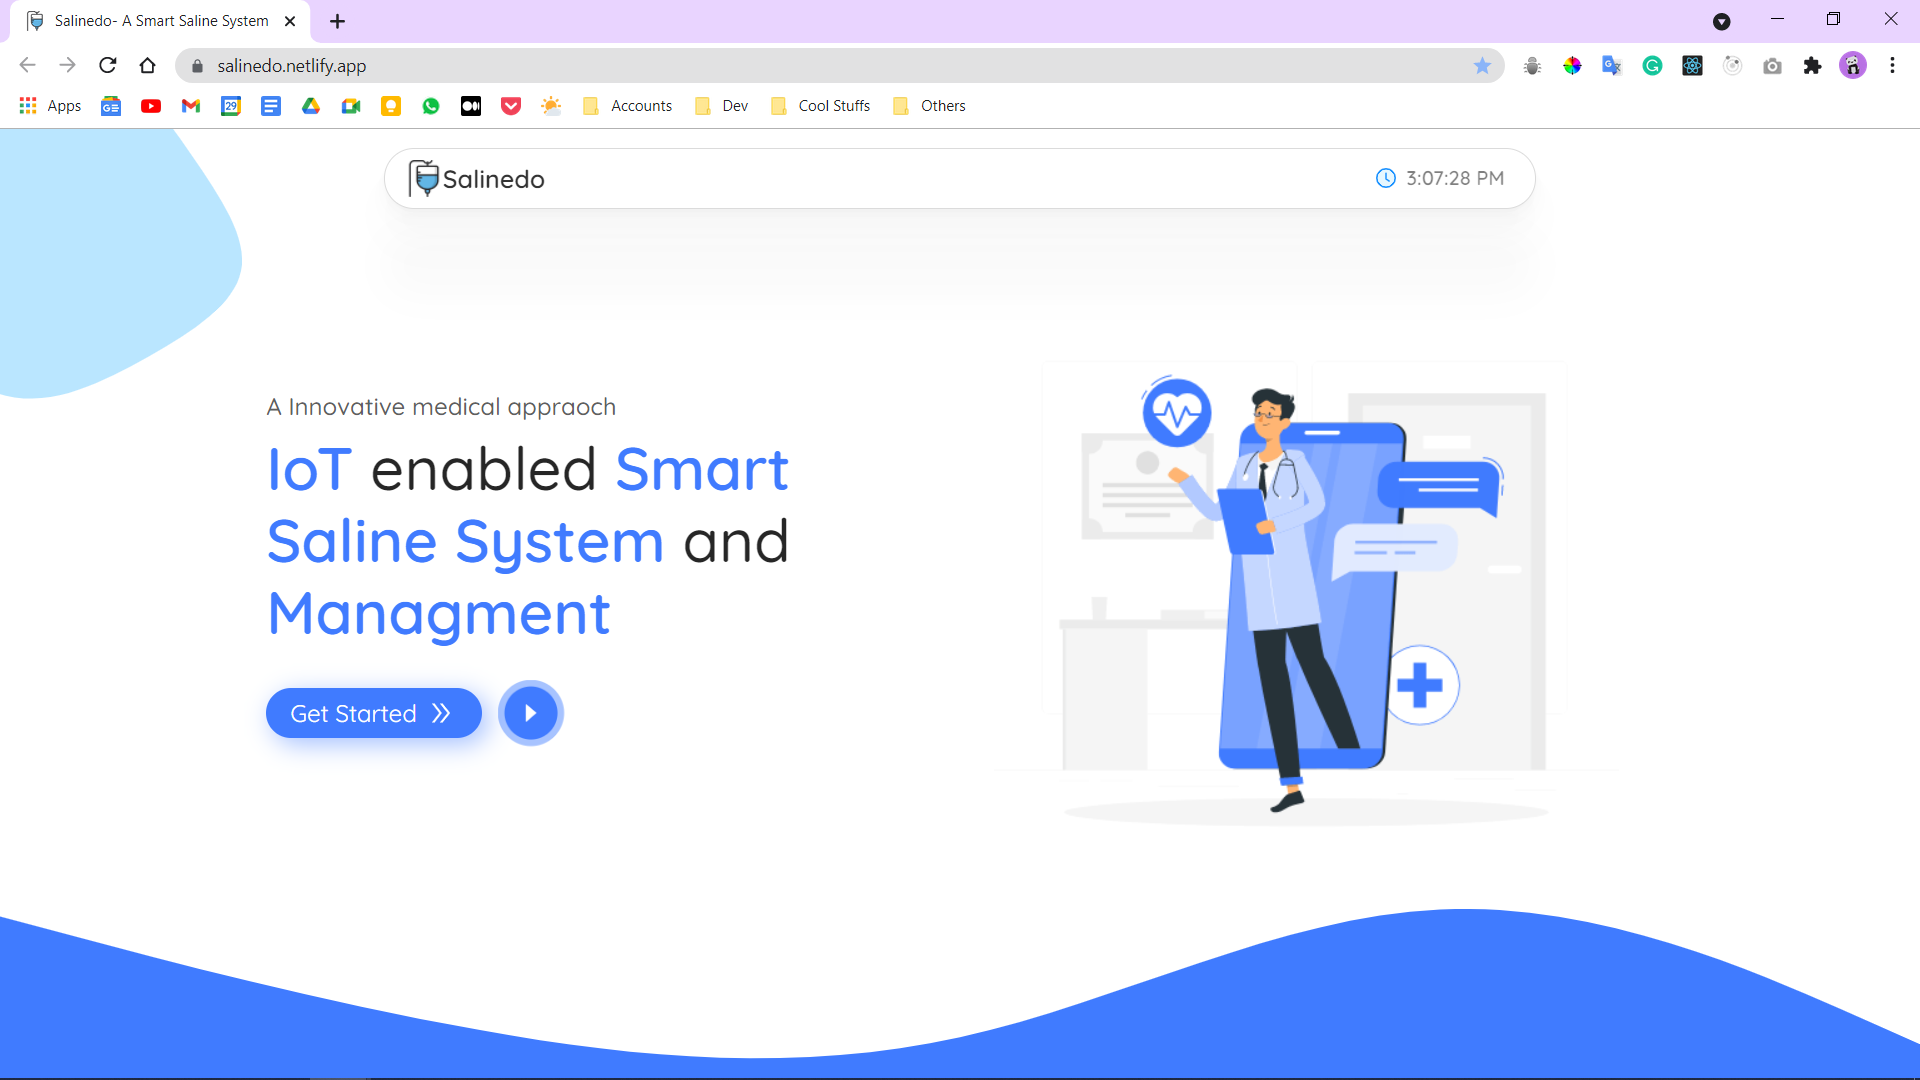 Salinedo- A Smart Saline System
salinedo.netlify.app
Apps
29
Accounts
Dev
Cool Stuffs
Others
Salinedo
3:07:28 PM
A Innovative medical appraoch
IoT enabled Smart
Saline System and
Managment
Get Started